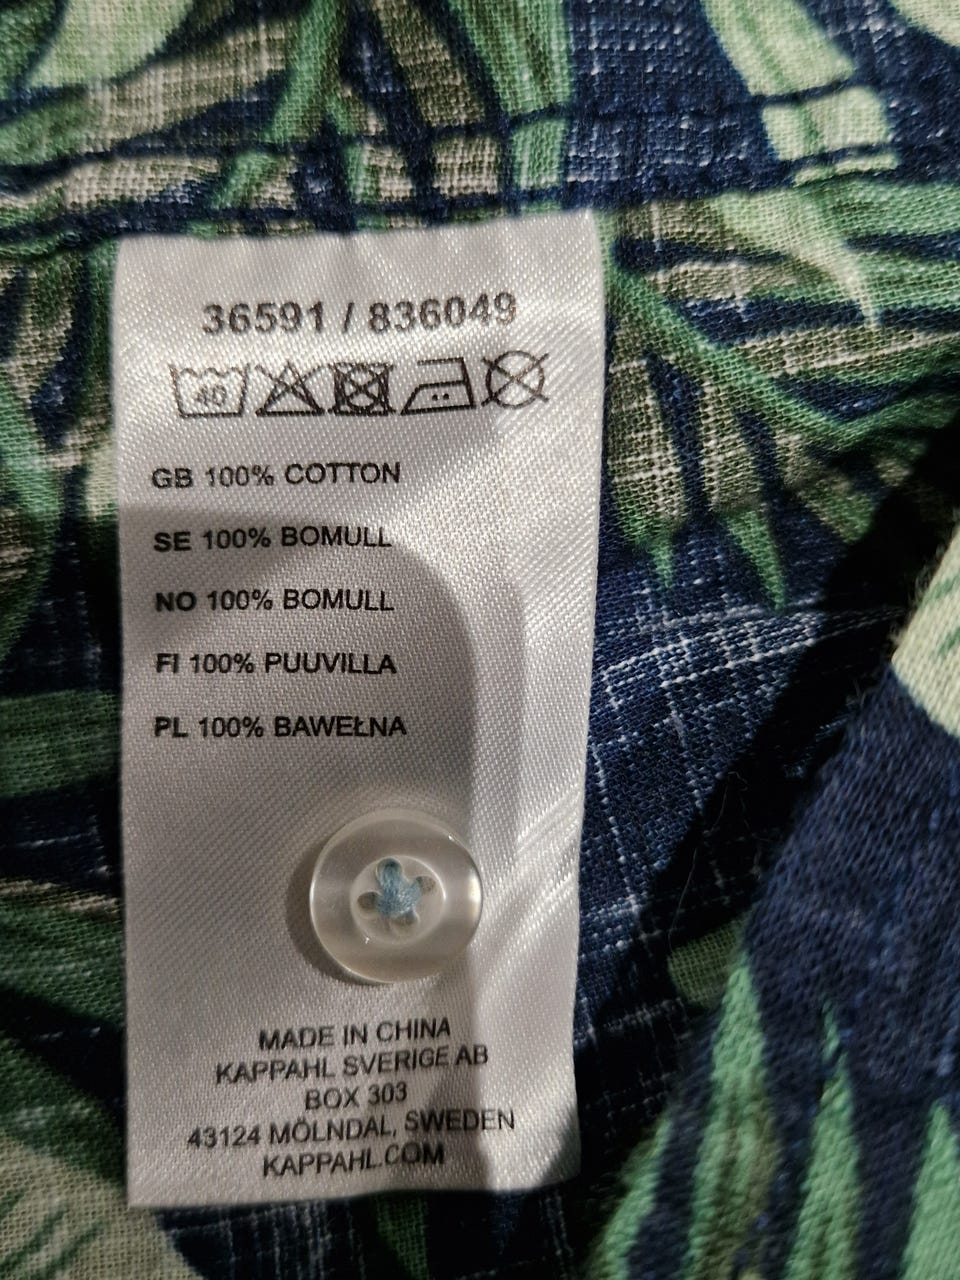 36591 / 836049
40
GB 100% COTTON
SE 100% BOMULL
NO 100% BOMULL
FI 100% PUUVILLA
PL 100% BAWEŁNA
MADE IN CHINA
KAPPAHL SVERIGE AB
BOX 303
43124 MÖLNDAL, SWEDEN
KAPPAHL.COM